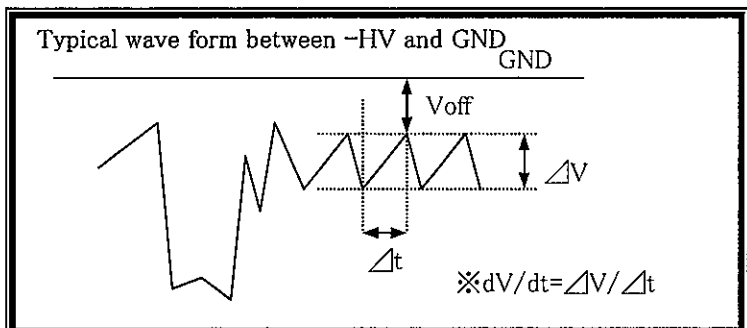 Typical wave form between -HV and GND
GND
Voff
⊿V
⊿t
※dV/dt=⊿V/⊿t